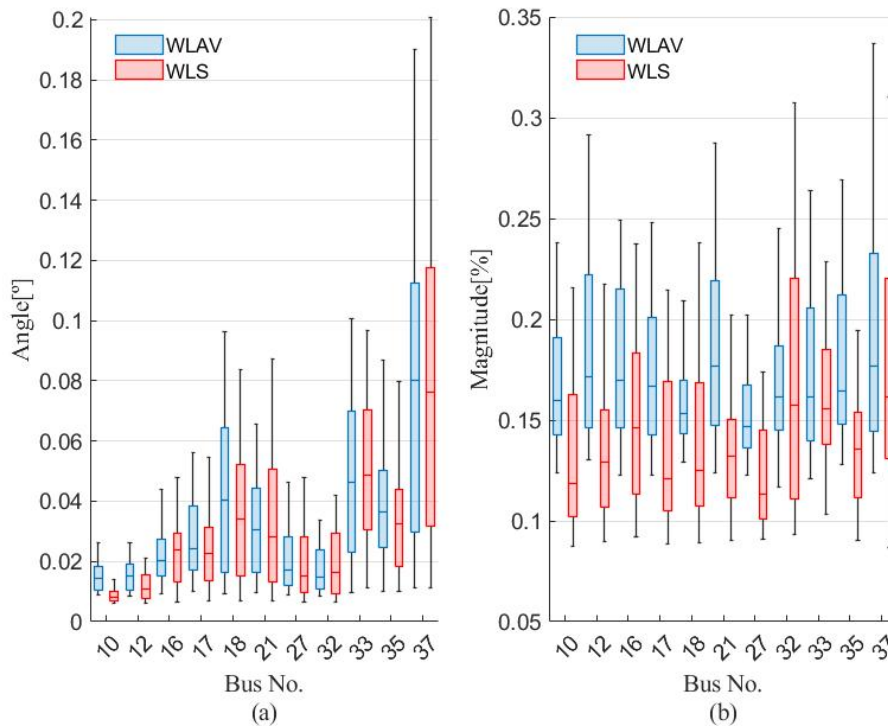 0.2
0.18
0.16
0.14
0.12
0.1
0.08
0.06
0.04
0.02
0
Angle[°]
WLAV
WLS
10 12 16 17 18 21 27 32 33 35 37
Bus No.
(a)
0.35
0.3
0.25
0.2
0.15
0.1
0.05
Magnitude[%]
WLAV
WLS
10 12 16 17 18 21 27 32 33 35 37
Bus No.
(b)